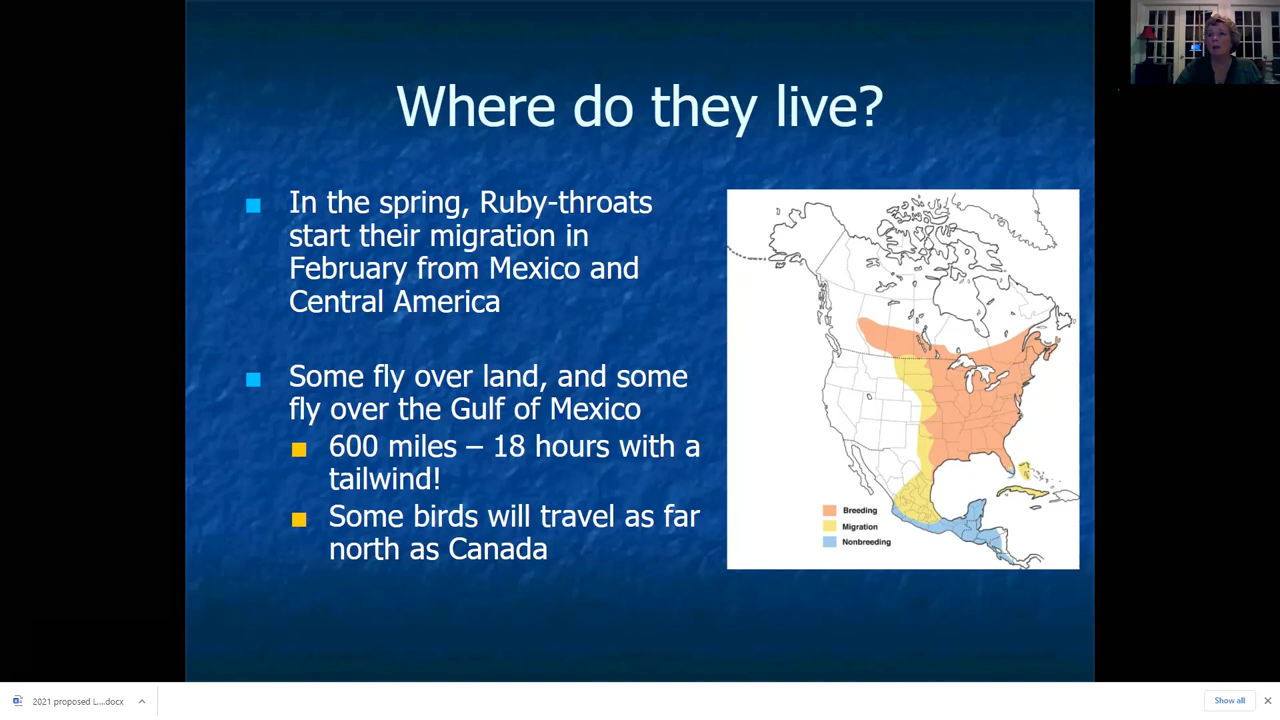 Where do they live?
In the spring, Ruby-throats
start their migration in
February from Mexico and
Central America
Some fly over land, and some
fly over the Gulf of Mexico
600 miles – 18 hours with a
tailwind!
Some birds will travel as far
north as Canada
Breeding
Migration
Nonbreeding
2021 proposed L....docx
Show all